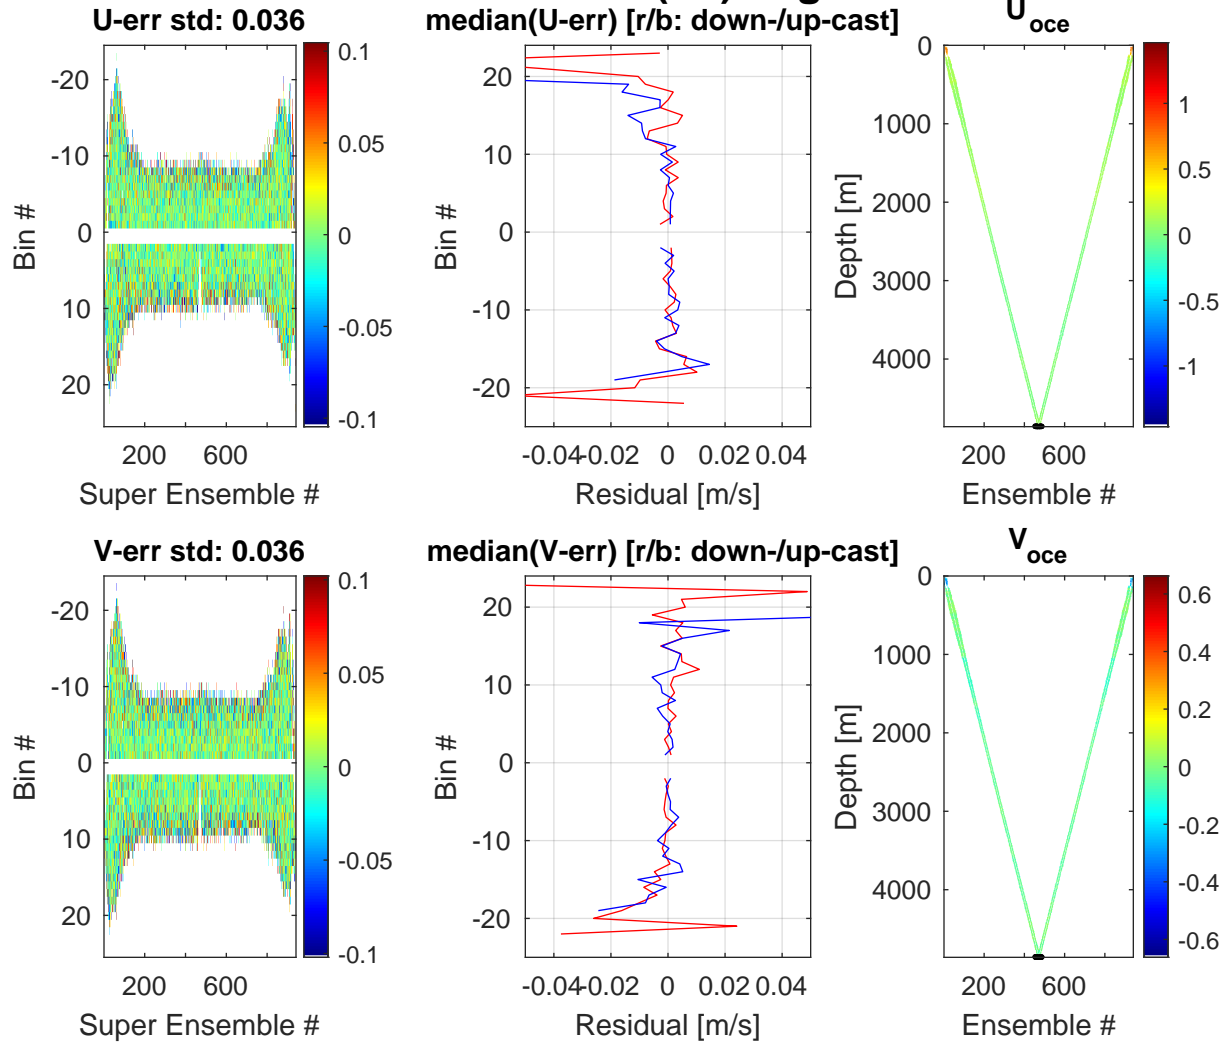 U-err std: 0.036
-20
-10
0
10
20
200 600
Super Ensemble #
Bin #
0.1
0.05
0
-0.05
-0.1
median(U-err) [r/b: down-/up-cast]
20
10
0
-10
-20
-0.04 -0.02 0 0.02 0.04
Residual [m/s]
Bin #
U oce
0
1000
2000
3000
4000
200 600
Ensemble #
Depth [m]
1
0.5
0
-0.5
-1
V-err std: 0.036
-20
-10
0
10
20
200 600
Super Ensemble #
Bin #
0.1
0.05
0
-0.05
-0.1
median(V-err) [r/b: down-/up-cast]
20
10
0
-10
-20
-0.04 -0.02 0 0.02 0.04
Residual [m/s]
Bin #
V oce
0
1000
2000
3000
4000
200 600
Ensemble #
Depth [m]
0.6
0.4
0.2
0
-0.2
-0.4
-0.6